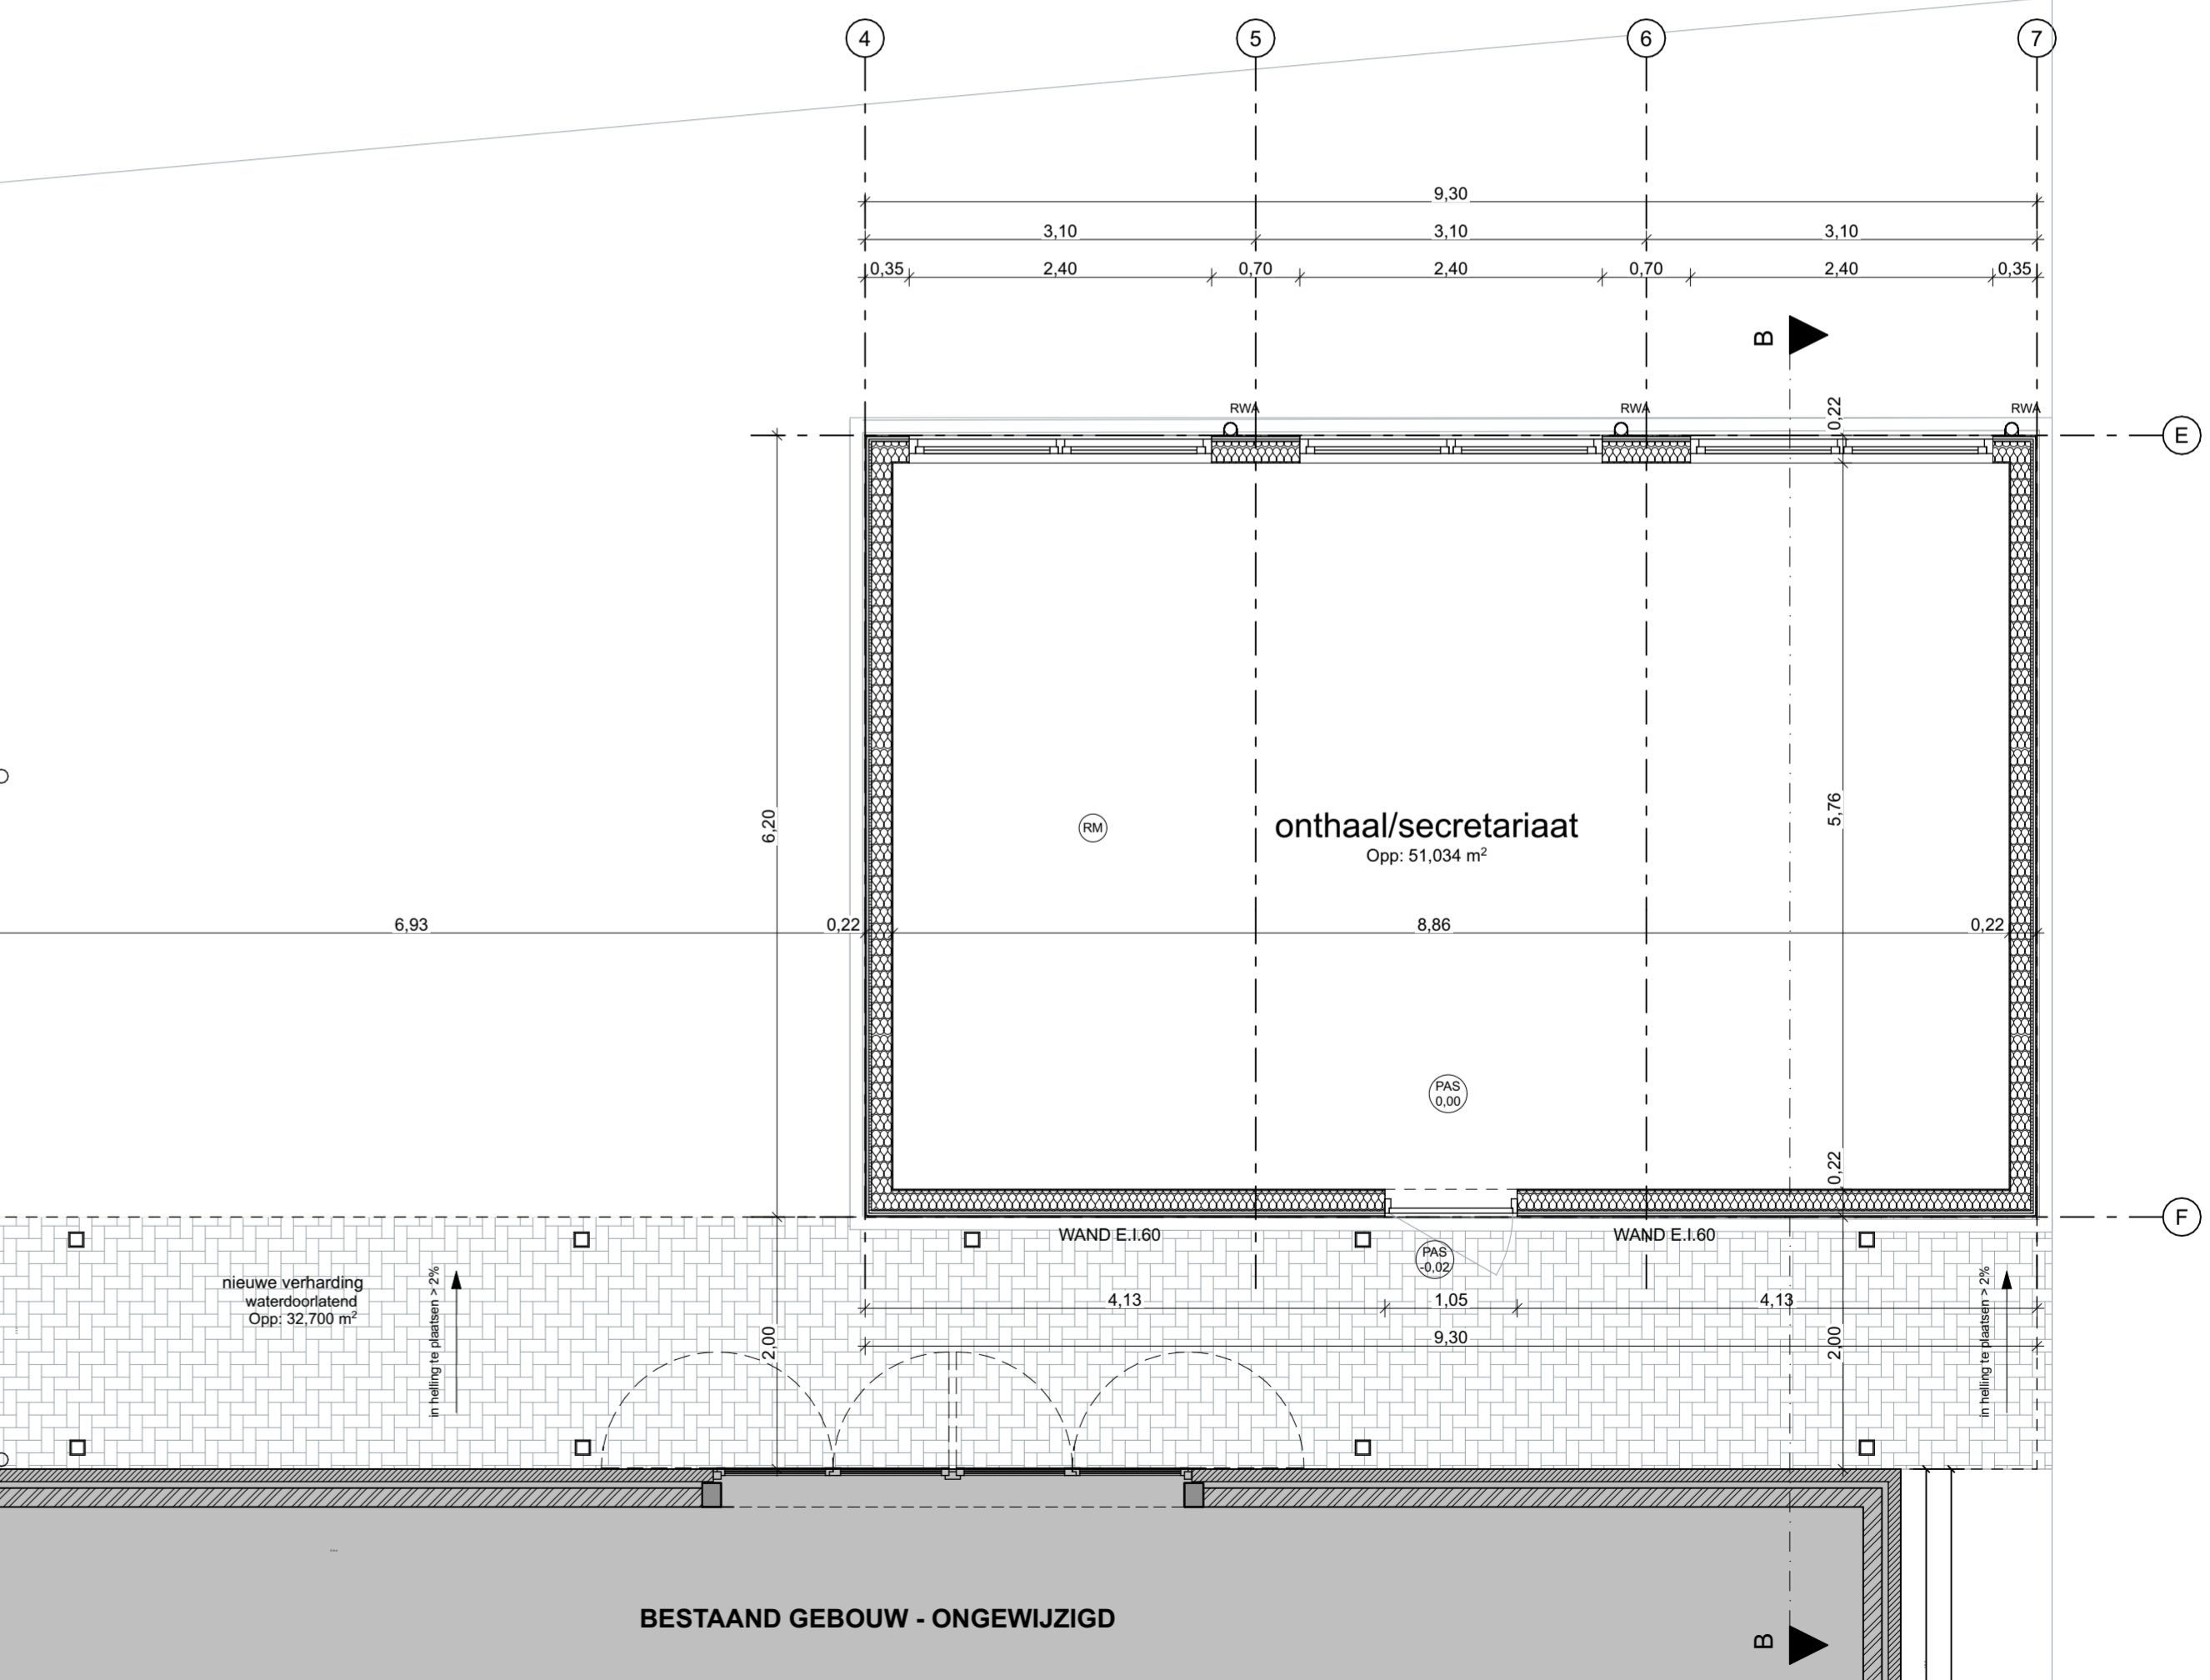 4 5 6 7
9,30
3,10 3,10 3,10
0,35 2,40 0,70 2,40 0,70 2,40 0,35
B
RWA RWA RWA
0,22
E
6,20
RM
onthaal/secretariaat
Opp: 51,034 m²
5,76
6,93 0,22 8,86 0,22
PAS
0,00
0,22
F
WAND E.I.60 WAND E.I.60
PAS
-0,02
nieuwe verharding
waterdoorlatend
Opp: 32,700 m²
in helling te plaatsen > 2%
in helling te plaatsen > 2%
4,13 1,05 4,13
9,30
2,00 2,00
BESTAAND GEBOUW - ONGEWIJZIGD
B